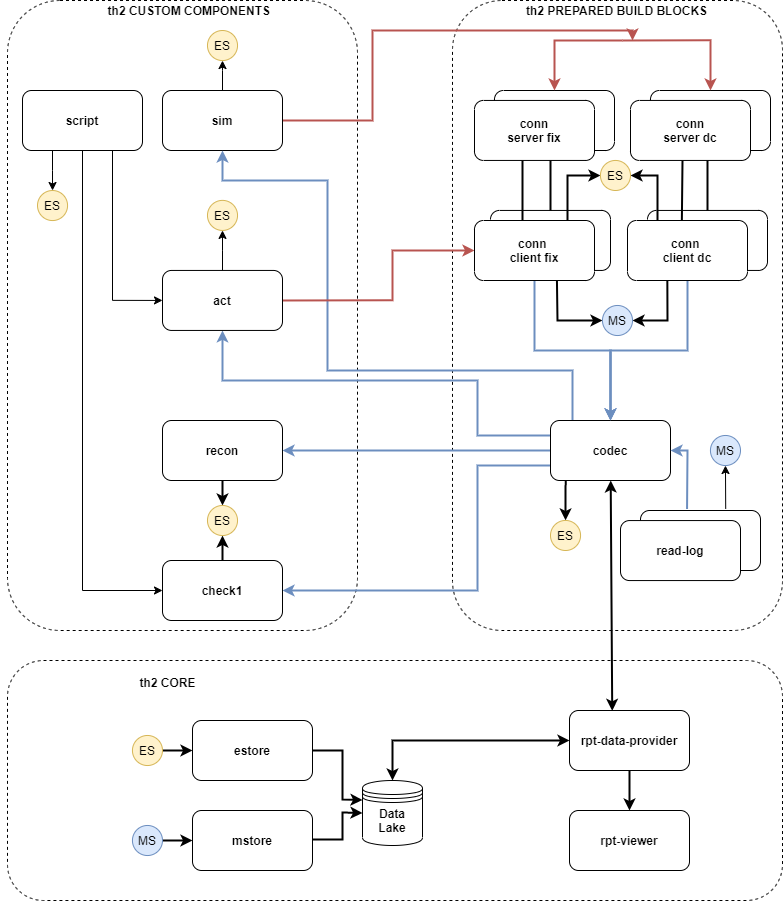 th2 CUSTOM COMPONENTS
th2 PREPARED BUILD BLOCKS
ES
script
sim
conn
server fix
conn
server dc
ES
ES
ES
act
conn
client fix
conn
client dc
MS
recon
codec
MS
ES
ES
read-log
check1
th2 CORE
ES
estore
rpt-data-provider
Data
Lake
MS
mstore
rpt-viewer